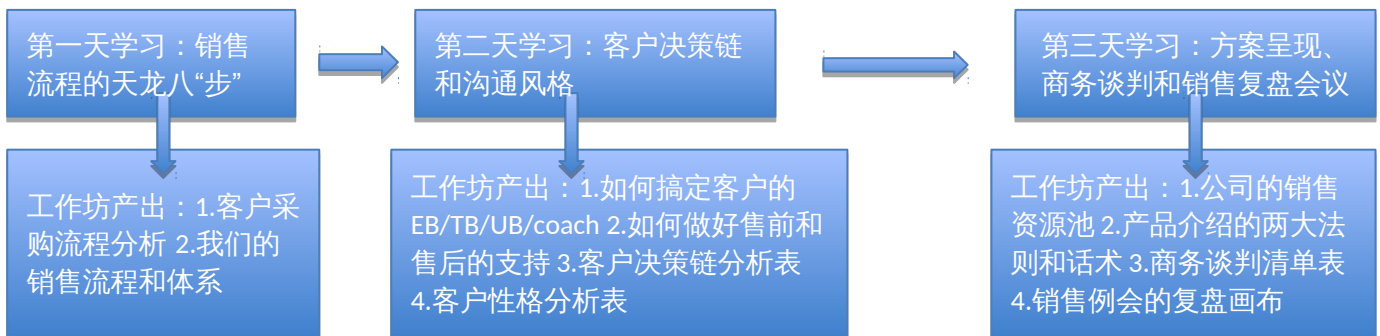 第一天学习：销售
流程的天龙八“步”
第二天学习：客户决策链
和沟通风格
第三天学习：方案呈现、
商务谈判和销售复盘会议
工作坊产出：1.客户采
购流程分析 2.我们的
销售流程和体系
工作坊产出：1.如何搞定客户的
EB/TB/UB/coach 2.如何做好售前和
售后的支持 3.客户决策链分析表
4.客户性格分析表
工作坊产出：1.公司的销售
资源池 2.产品介绍的两大法
则和话术 3.商务谈判清单表
4.销售例会的复盘画布